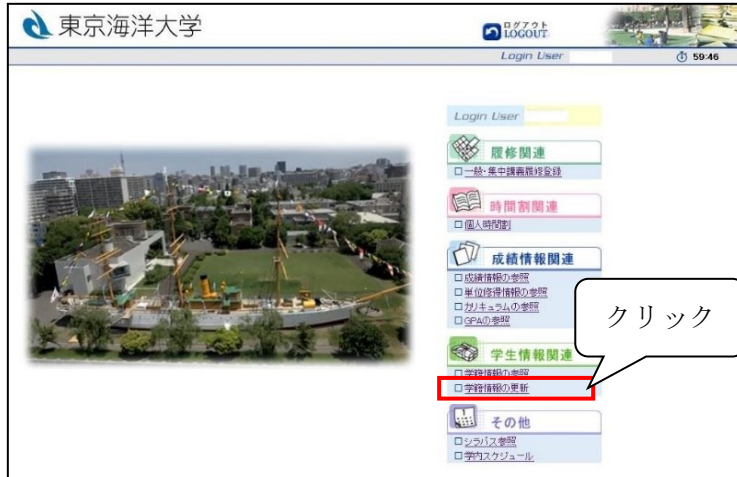 東京海洋大学
ログアウト
LOGOUT
Login User
59:46
Login User
履修関連
一般・集中講義履修登録
時間割関連
個人時間割
成績情報関連
成績情報の参照
単位修得情報の参照
カリキュラムの参照
GPAの参照
クリック
学生情報関連
学籍情報の参照
学籍情報の更新
その他
シラバス参照
学内スケジュール